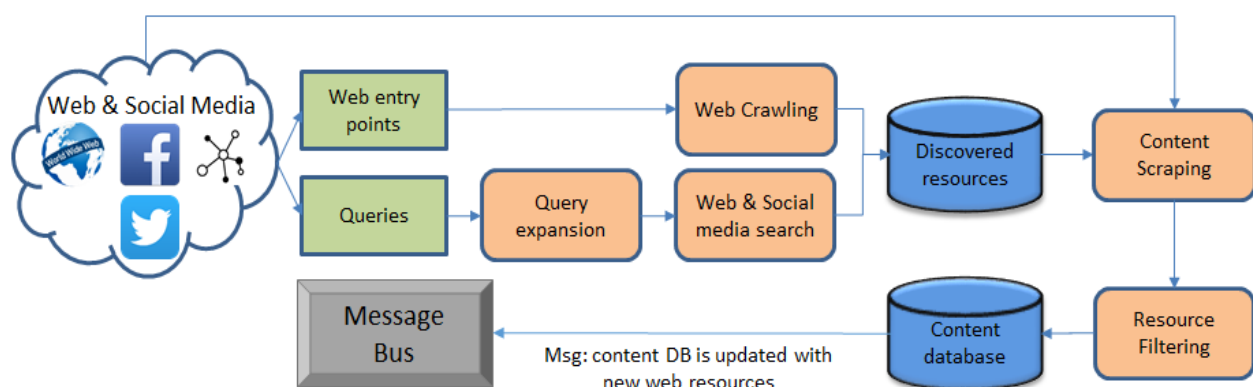 Web & Social Media
World Wide Web
Web entry
points
Web Crawling
Discovered
resources
Content
Scraping
Queries
Query
expansion
Web & Social
media search
Message
Bus
Msg: content DB is updated with
new web resources
Content
database
Resource
Filtering